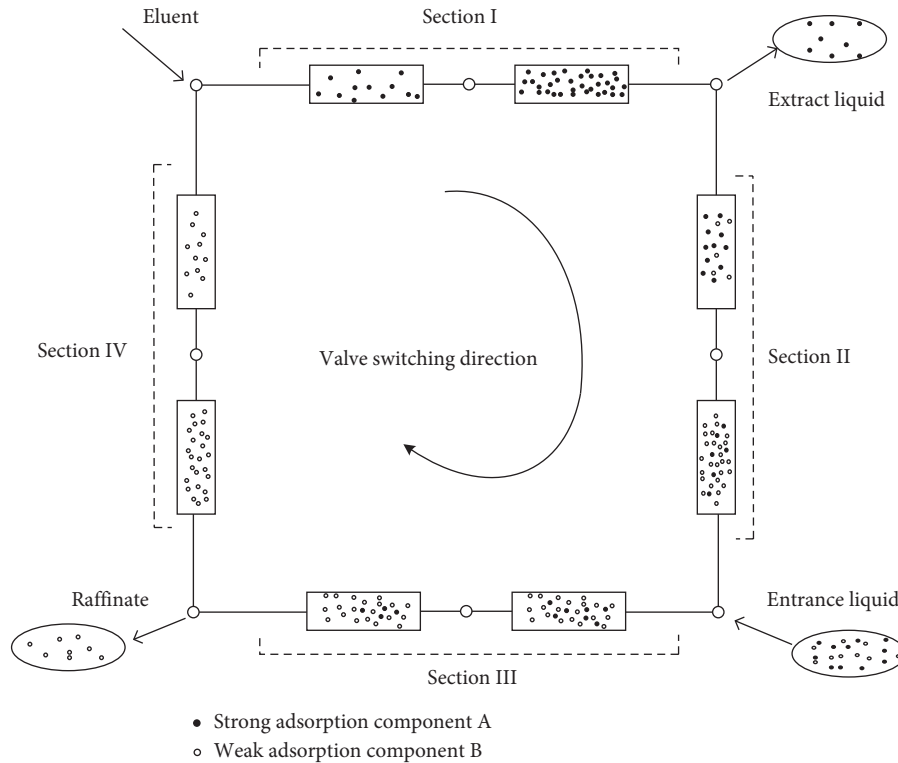 Eluent
Section I
Extract liquid
Section IV
Valve switching direction
Section II
Raffinate
Entrance liquid
Section III
Strong adsorption component A
Weak adsorption component B